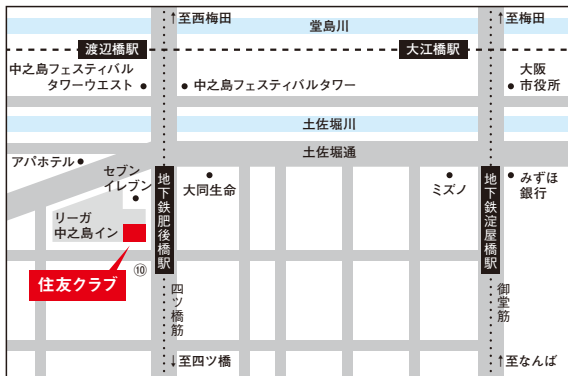 ↑至西梅田
↑至梅田
堂島川
渡辺橋駅
大江橋駅
中之島フェスティバル
タワーウエスト
中之島フェスティバルタワー
大阪
市役所
土佐堀川
土佐堀通
アパホテル
セブン
イレブン
大同生命
ミズノ
みずほ
銀行
地下鉄肥後橋駅
地下鉄淀屋橋駅
リーガ
中之島イン
住友クラブ
⑩
四ツ橋筋
御堂筋
↓至四ツ橋
↑至なんば